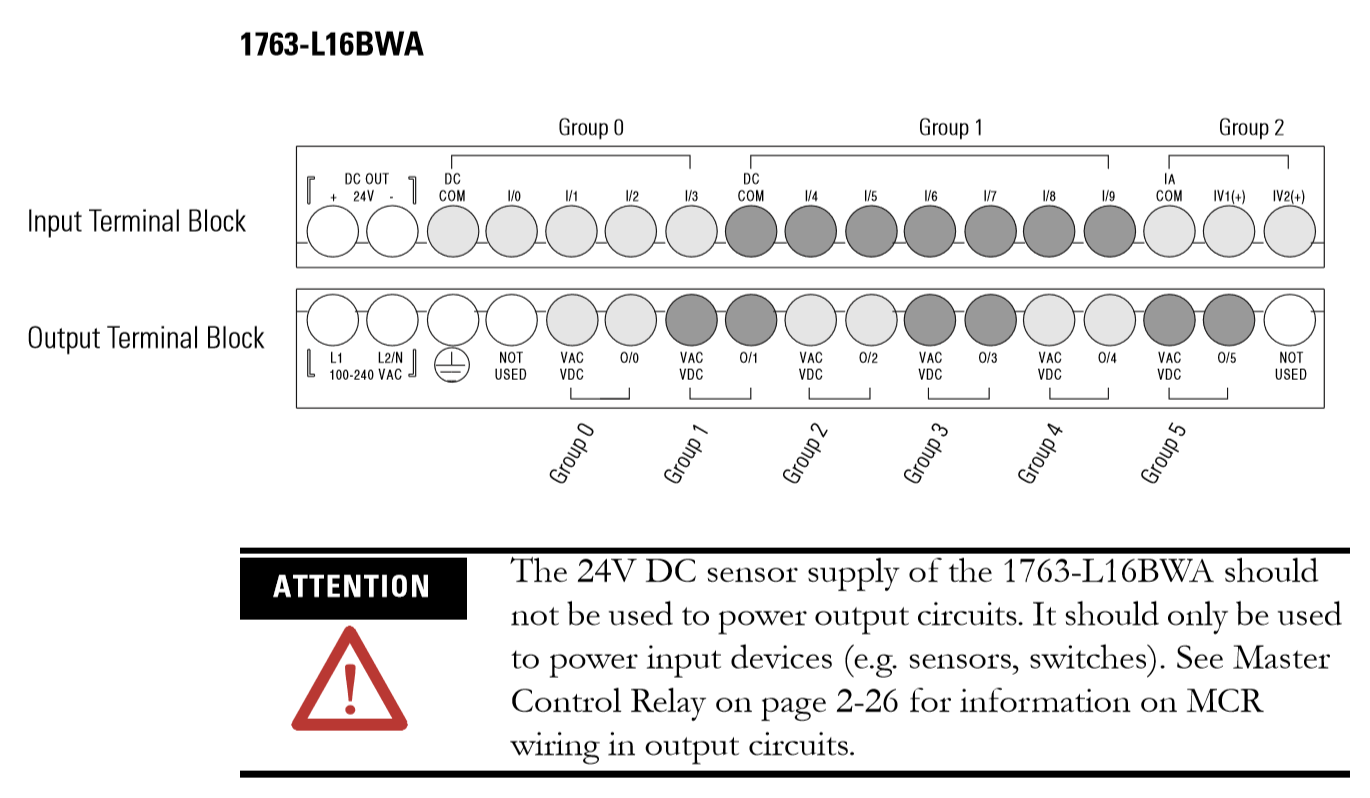 1763-L16BWA
Group 0
Group 1
Group 2
Input Terminal Block
DC OUT
+ 24V -
DC
COM
I/0
I/1
I/2
I/3
DC
COM
I/4
I/5
I/6
I/7
I/8
I/9
IA
COM
IV1(+)
IV2(+)
Output Terminal Block
L1 L2/N
100-240 VAC
NOT
USED
VAC
VDC
O/0
VAC
VDC
O/1
VAC
VDC
O/2
VAC
VDC
O/3
VAC
VDC
O/4
VAC
VDC
O/5
NOT
USED
Group 0
Group 1
Group 2
Group 3
Group 4
Group 5
ATTENTION
The 24V DC sensor supply of the 1763-L16BWA should
not be used to power output circuits. It should only be used
to power input devices (e.g. sensors, switches). See Master
Control Relay on page 2-26 for information on MCR
wiring in output circuits.